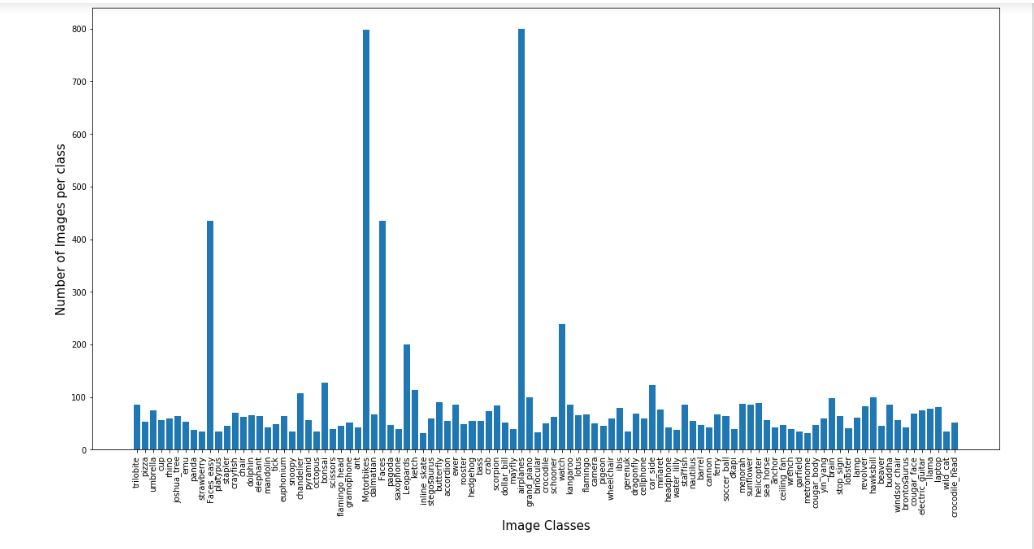 800
700
600
500
400
300
200
100
0
Number of Images per class
trilobite
pizza
umbrella
cup
rhino
joshua_tree
emu
panda
strawberry
Faces_easy
platypus
stapler
crayfish
chair
dolphin
elephant
mandolin
tick
euphonium
snoopy
chandelier
pyramid
octopus
bonsai
scissors
flamingo_head
gramophone
ant
Motorbikes
dalmatian
Faces
pagoda
saxophone
Leopards
ketch
inline_skate
stegosaurus
butterfly
accordion
ewer
rooster
hedgehog
bass
crab
scorpion
dollar_bill
mayfly
airplanes
grand_piano
binocular
crocodile
schooner
watch
kangaroo
lotus
flamingo
camera
pigeon
wheelchair
ibis
gerenuk
dragonfly
cellphone
car_side
minaret
headphone
water_lilly
starfish
nautilus
barrel
cannon
ferry
soccer_ball
okapi
menorah
sunflower
helicopter
sea_horse
anchor
ceiling_fan
wrench
garfield
metronome
cougar_body
yin_yang
brain
stop_sign
lobster
lamp
revolver
hawksbill
beaver
buddha
windsor_chair
brontosaurus
cougar_face
electric_guitar
llama
laptop
wild_cat
crocodile_head
Image Classes